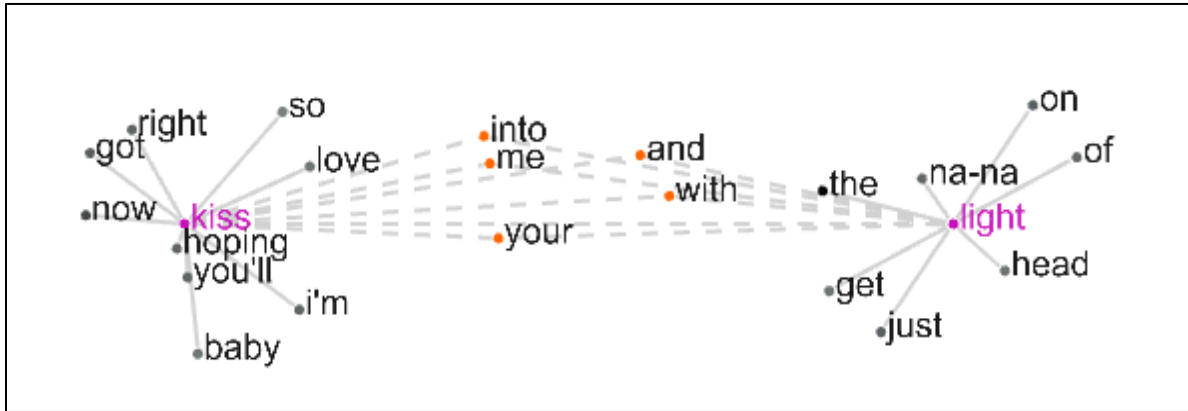 so
on
right
into
and
got
me
of
love
na-na
the
with
now
kiss
light
your
hoping
you'll
head
get
i'm
just
baby